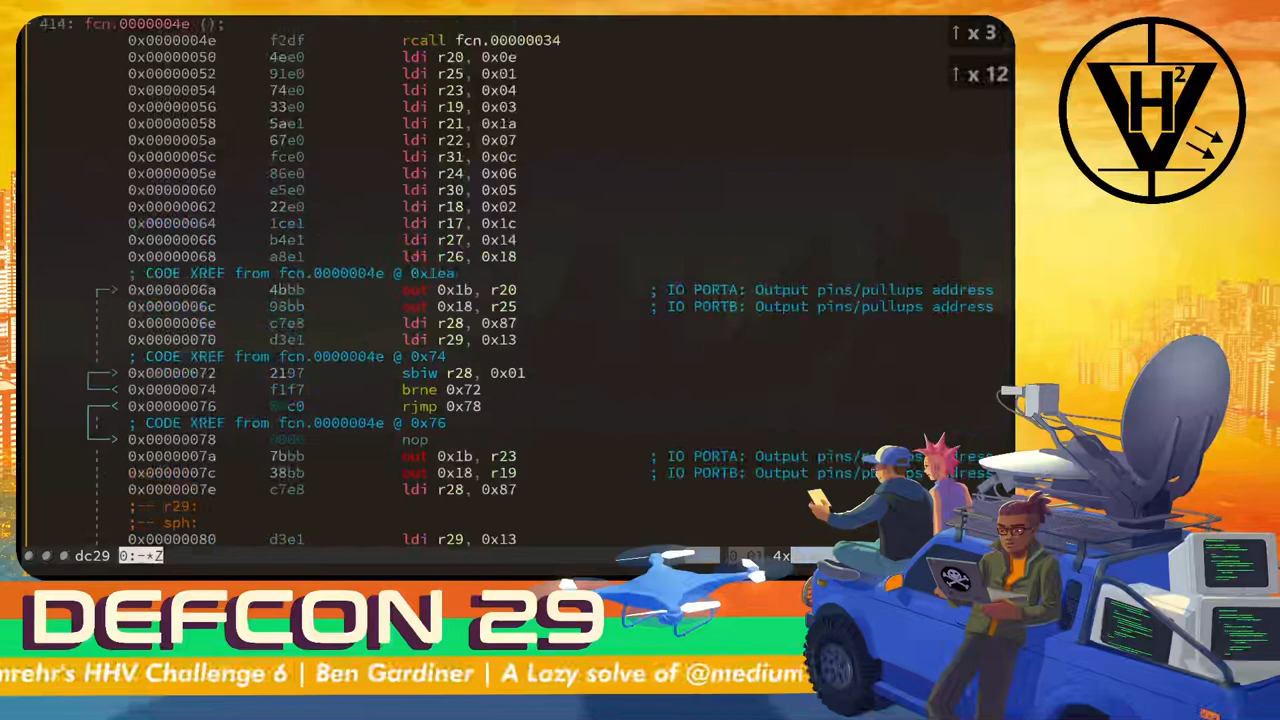 414: fcn.0000004e ();
0x0000004e f2df rcall fcn.00000034
0x00000050 4ee0 ldi r20, 0x0e
0x00000052 91e0 ldi r25, 0x01
0x00000054 74e0 ldi r23, 0x04
0x00000056 33e0 ldi r19, 0x03
0x00000058 5ae1 ldi r21, 0x1a
0x0000005a 67e0 ldi r22, 0x07
0x0000005c fce0 ldi r31, 0x0c
0x0000005e 86e0 ldi r24, 0x06
0x00000060 e5e0 ldi r30, 0x05
0x00000062 22e0 ldi r18, 0x02
0x00000064 1ce1 ldi r17, 0x1c
0x00000066 b4e1 ldi r27, 0x14
0x00000068 a8e1 ldi r26, 0x18
; CODE XREF from fcn.0000004e @ 0x1ea
0x0000006a 4bbb out 0x1b, r20 ; IO PORTA: Output pins/pullups address
0x0000006c 98bb out 0x18, r25 ; IO PORTB: Output pins/pullups address
0x0000006e c7e8 ldi r28, 0x87
0x00000070 d3e1 ldi r29, 0x13
; CODE XREF from fcn.0000004e @ 0x74
0x00000072 2197 sbiw r28, 0x01
0x00000074 f1f7 brne 0x72
0x00000076 00c0 rjmp 0x78
; CODE XREF from fcn.0000004e @ 0x76
0x00000078 0000 nop
0x0000007a 7bbb out 0x1b, r23 ; IO PORTA: Output pins/pu
0x0000007c 38bb out 0x18, r19 ; IO PORTB: Output pins/p
0x0000007e c7e8 ldi r28, 0x87
;-- r29:
;-- sph:
0x00000080 d3e1 ldi r29, 0x13
dc29 0:-*Z 4x
↑ x 3
↑ x 12
HV2
DEFCON 29
nrehr's HHV Challenge 6 | Ben Gardiner | A Lazy solve of @medium